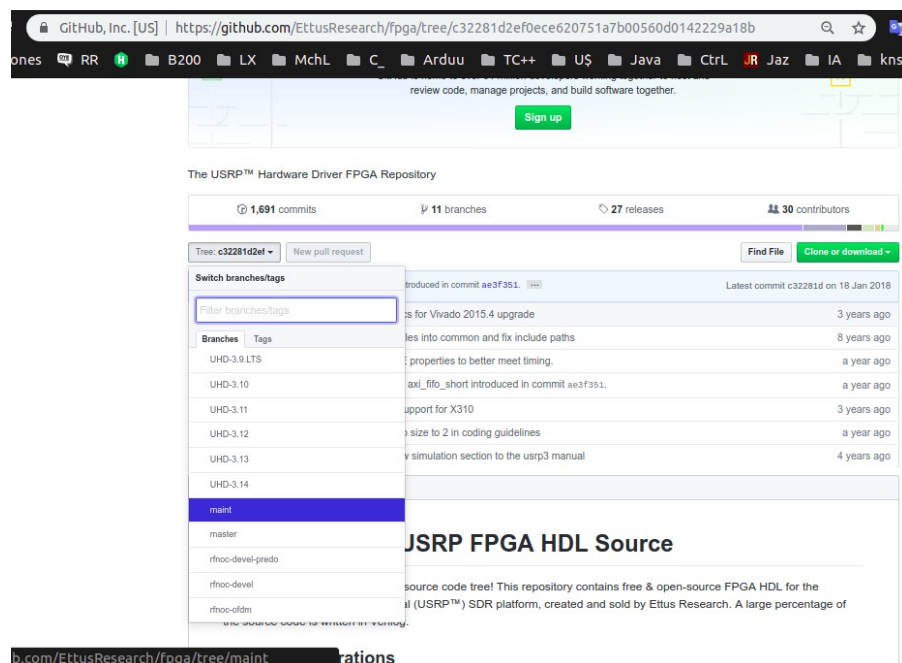 GitHub, Inc. [US] | https://github.com/EttusResearch/fpga/tree/c32281d2ef0ece620751a7b00560d0142229a18b
ones RR B200 LX MchL C_ Arduu TC++ U$ Java CtrL JR Jaz IA kns
review code, manage projects, and build software together.
Sign up
The USRP™ Hardware Driver FPGA Repository
1,691 commits 11 branches 27 releases 30 contributors
Tree: c32281d2ef New pull request Find File Clone or download
Switch branches/tags
troduced in commit ae3f351. Latest commit c32281d on 18 Jan 2018
Filter branches/tags
s for Vivado 2015.4 upgrade 3 years ago
Branches Tags
les into common and fix include paths 8 years ago
UHD-3.9.LTS
properties to better meet timing. a year ago
UHD-3.10
axi_fifo_short introduced in commit ae3f351. a year ago
UHD-3.11
upport for X310 3 years ago
UHD-3.12
size to 2 in coding guidelines a year ago
UHD-3.13
simulation section to the usrp3 manual 4 years ago
UHD-3.14
maint
master
USRP FPGA HDL Source
rfnoc-devel-predo
rfnoc-devel
source code tree! This repository contains free & open-source FPGA HDL for the
rfnoc-ofdm
al (USRP™) SDR platform, created and sold by Ettus Research. A large percentage of
the source code is written in Verilog.
b.com/EttusResearch/fpga/tree/maint rations